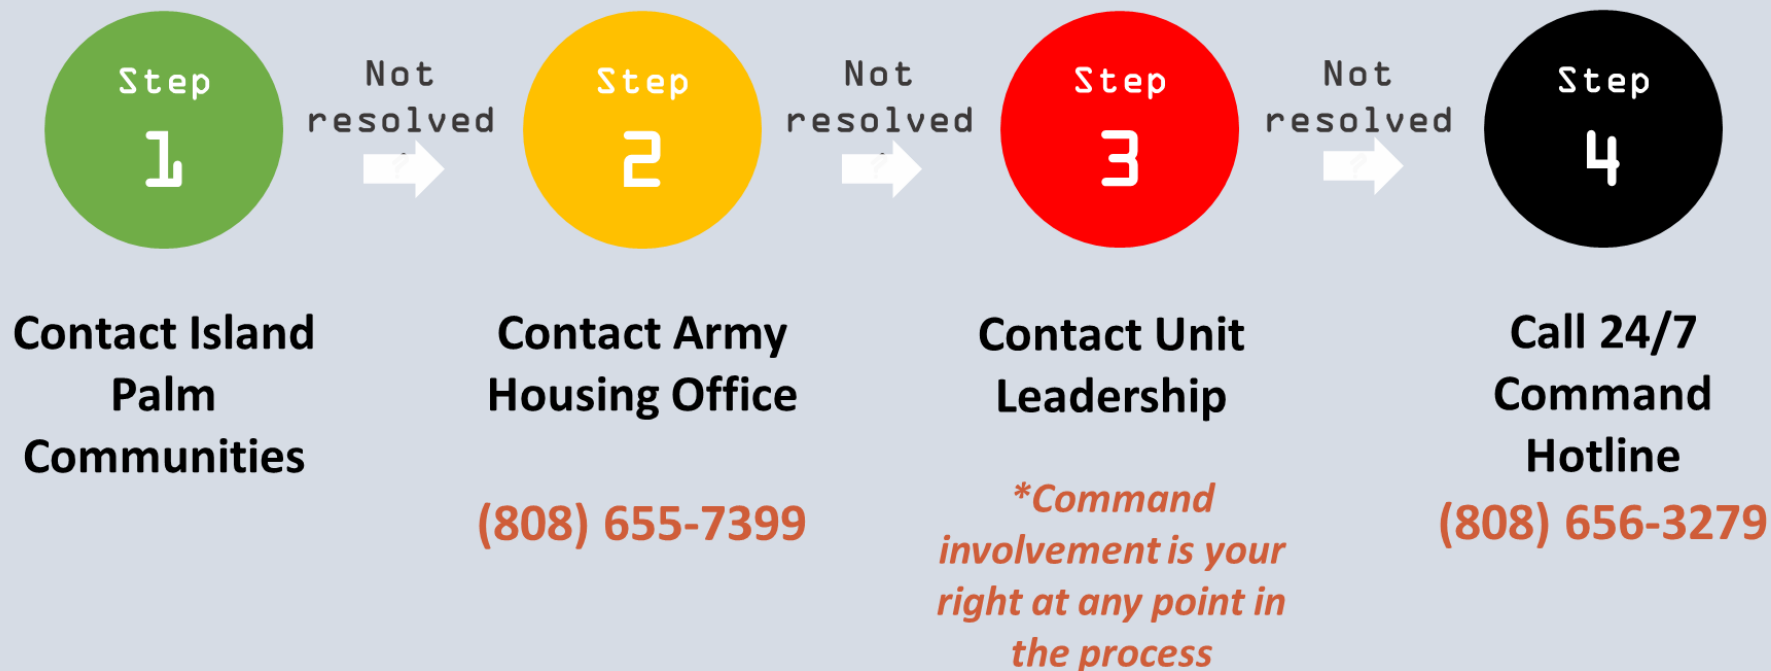 Step
1
Not
resolved
?
Step
2
Not
resolved
?
Step
3
Not
resolved
?
Step
4
Contact Island
Palm
Communities
Contact Army
Housing Office
(808) 655-7399
Contact Unit
Leadership
*Command
involvement is your
right at any point in
the process
Call 24/7
Command
Hotline
(808) 656-3279